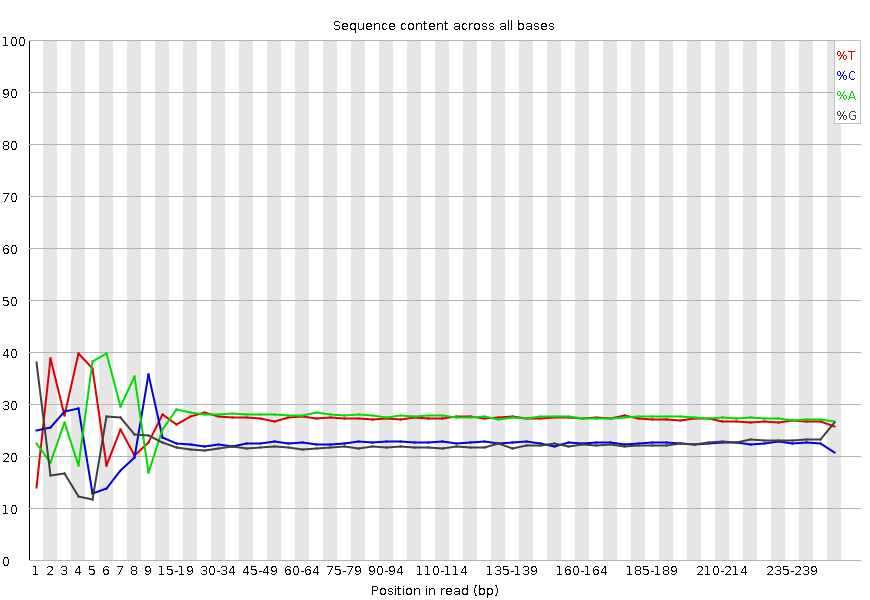 Sequence content across all bases
100
90
80
70
60
50
40
30
20
10
0
%T
%C
%A
%G
1 2 3 4 5 6 7 8 9 15-19 30-34 45-49 60-64 75-79 90-94 110-114 135-139 160-164 185-189 210-214 235-239
Position in read (bp)